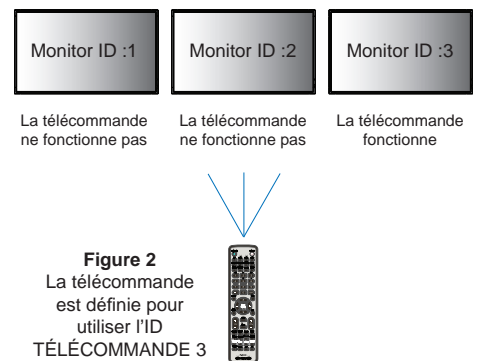 Monitor ID :1
Monitor ID :2
Monitor ID :3
La télécommande
ne fonctionne pas
La télécommande
ne fonctionne pas
La télécommande
fonctionne
Figure 2
La télécommande
est définie pour
utiliser l’ID
TÉLÉCOMMANDE 3